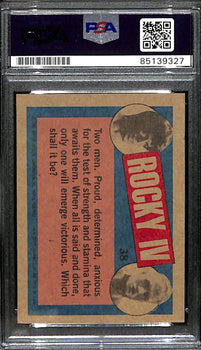 PSA
85139327
ROCKY IV
38
Two men. Proud, determined, anxious
for the test of strength and stamina that
awaits them. When all is said and done,
only one will emerge victorious. Which
shall it be?